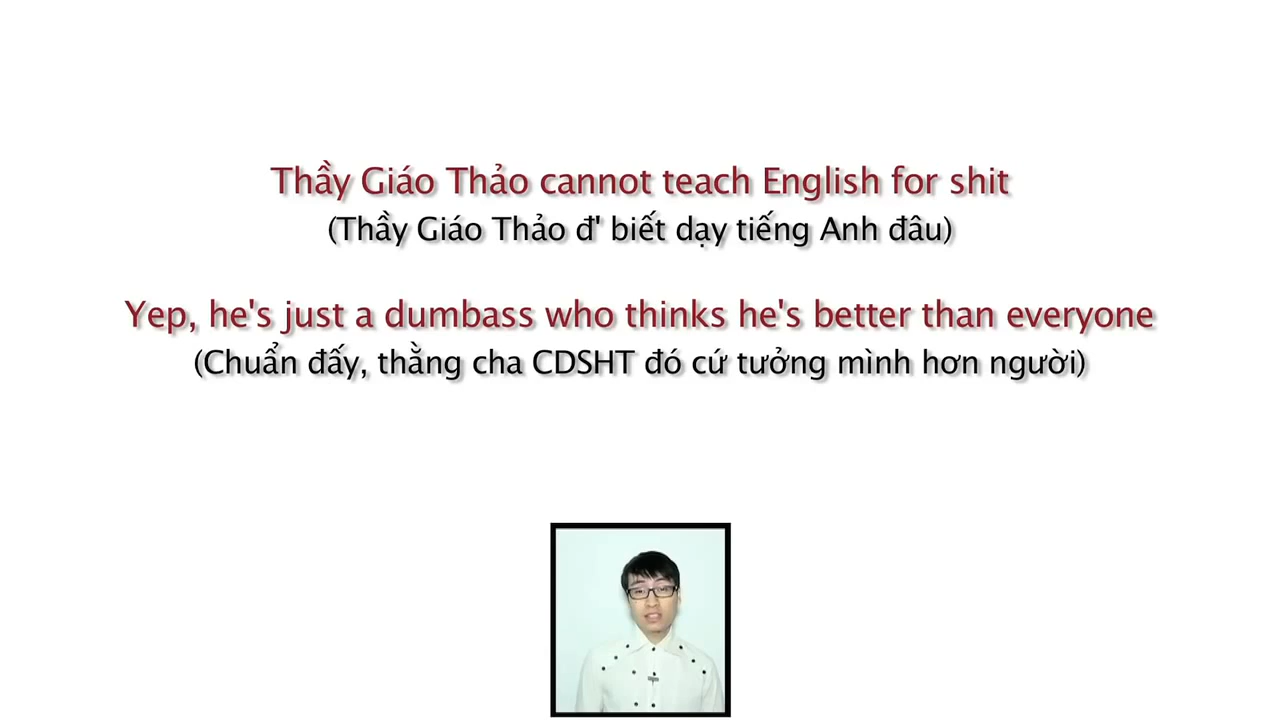 Thầy Giáo Thảo cannot teach English for shit
(Thầy Giáo Thảo đ' biết dạy tiếng Anh đâu)
Yep, he's just a dumbass who thinks he's better than everyone
(Chuẩn đấy, thằng cha CDSHT đó cứ tưởng mình hơn người)